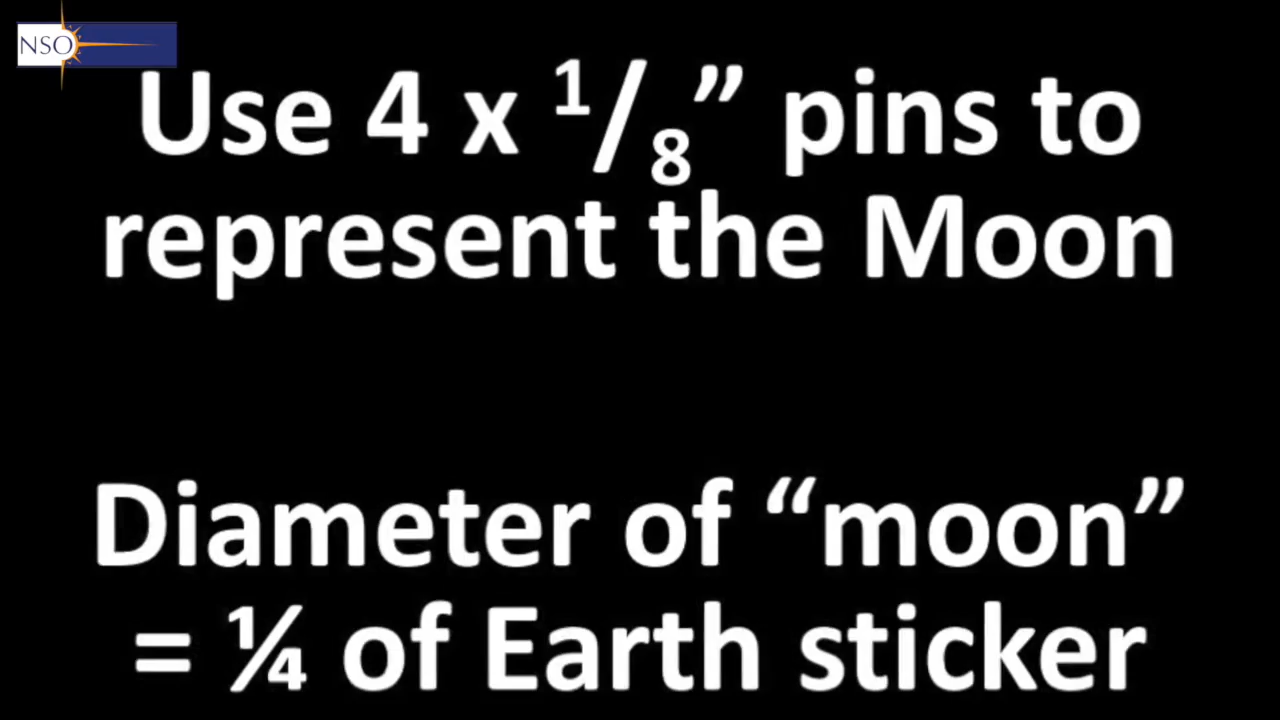 NSO
Use 4 x ¹/₈” pins to
represent the Moon
Diameter of “moon”
= ¼ of Earth sticker